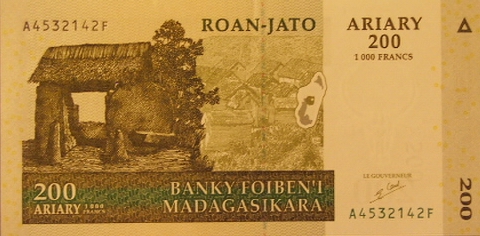 A4532142F
ROAN-JATO
ARIARY
200
1 000 FRANCS
LE GOUVERNEUR
200
ARIARY 1 000 FRANCS
BANKY FOIBEN'I
MADAGASIKARA
A4532142F
200